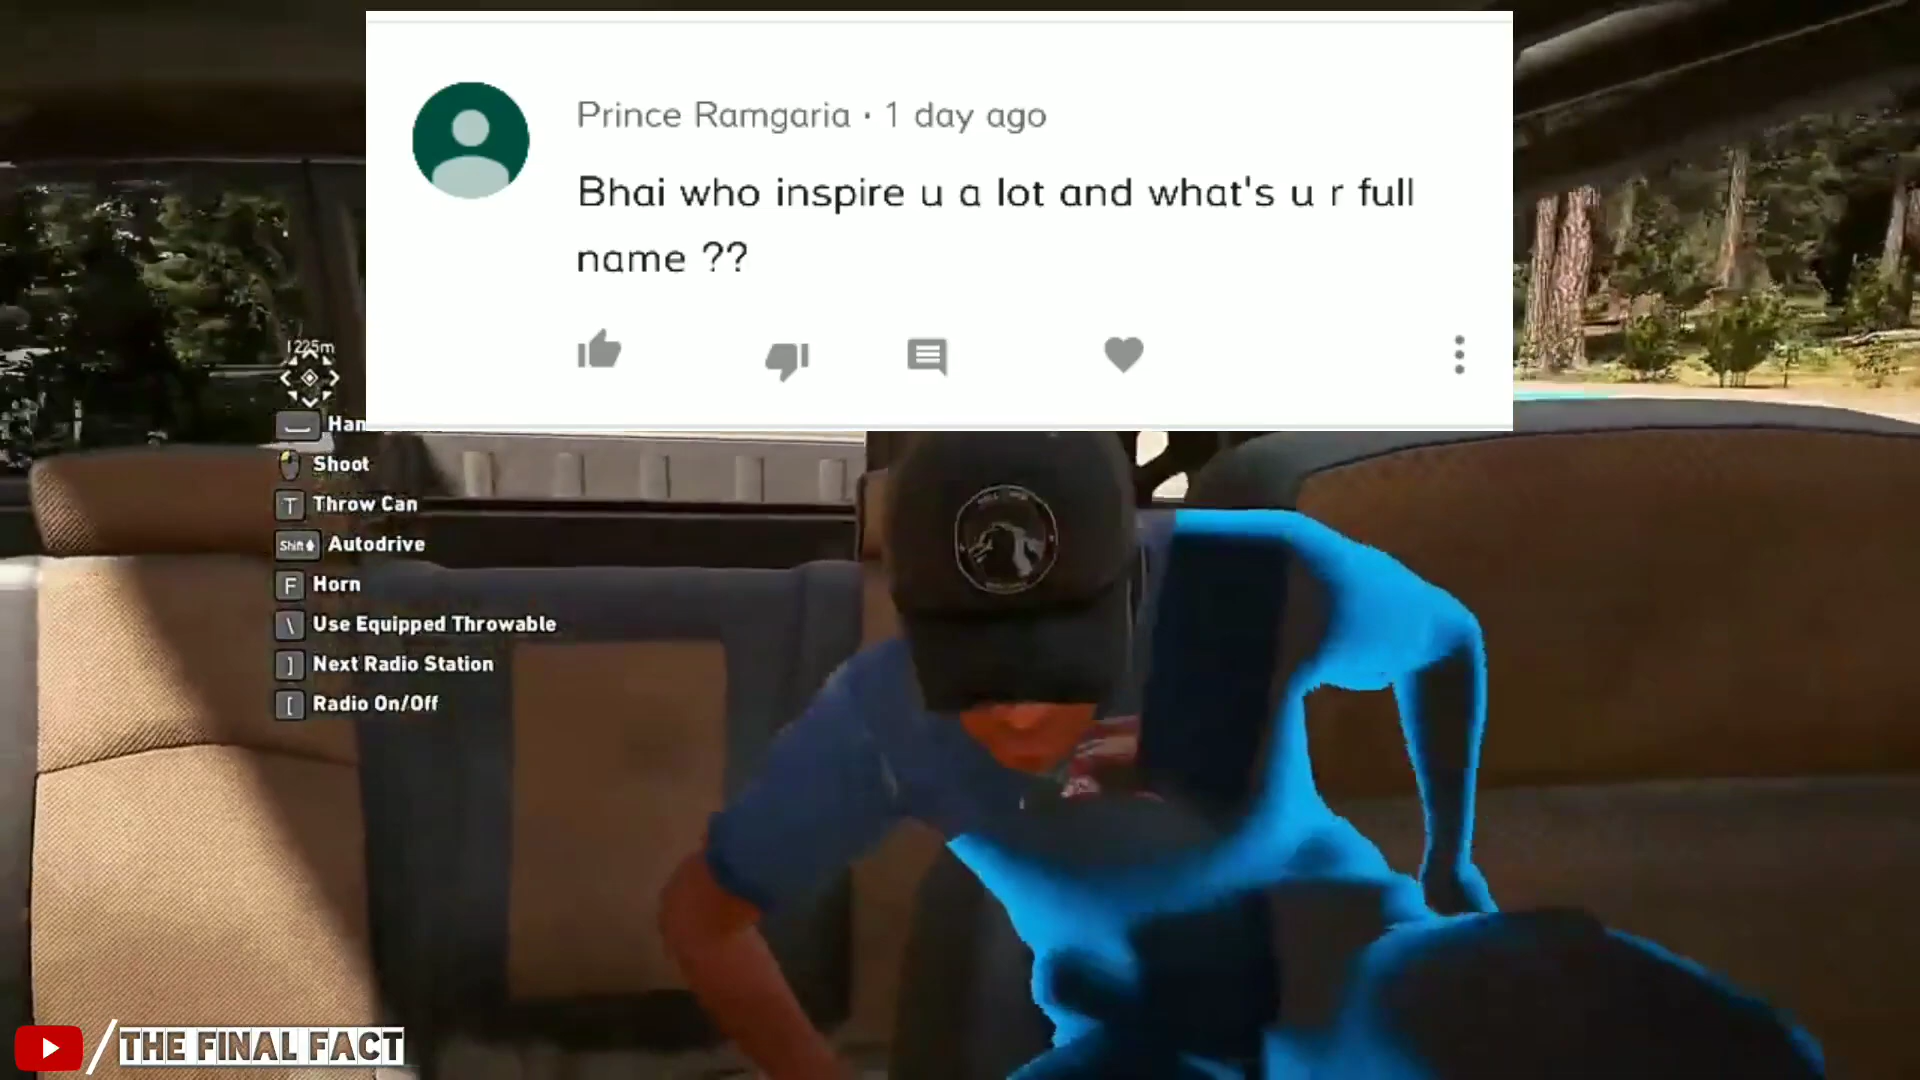 Prince Ramgaria · 1 day ago
Bhai who inspire u a lot and what's u r full
name ??
1225m
Shoot
T Throw Can
Shift Autodrive
F Horn
\ Use Equipped Throwable
] Next Radio Station
[ Radio On/Off
THE FINAL FACT